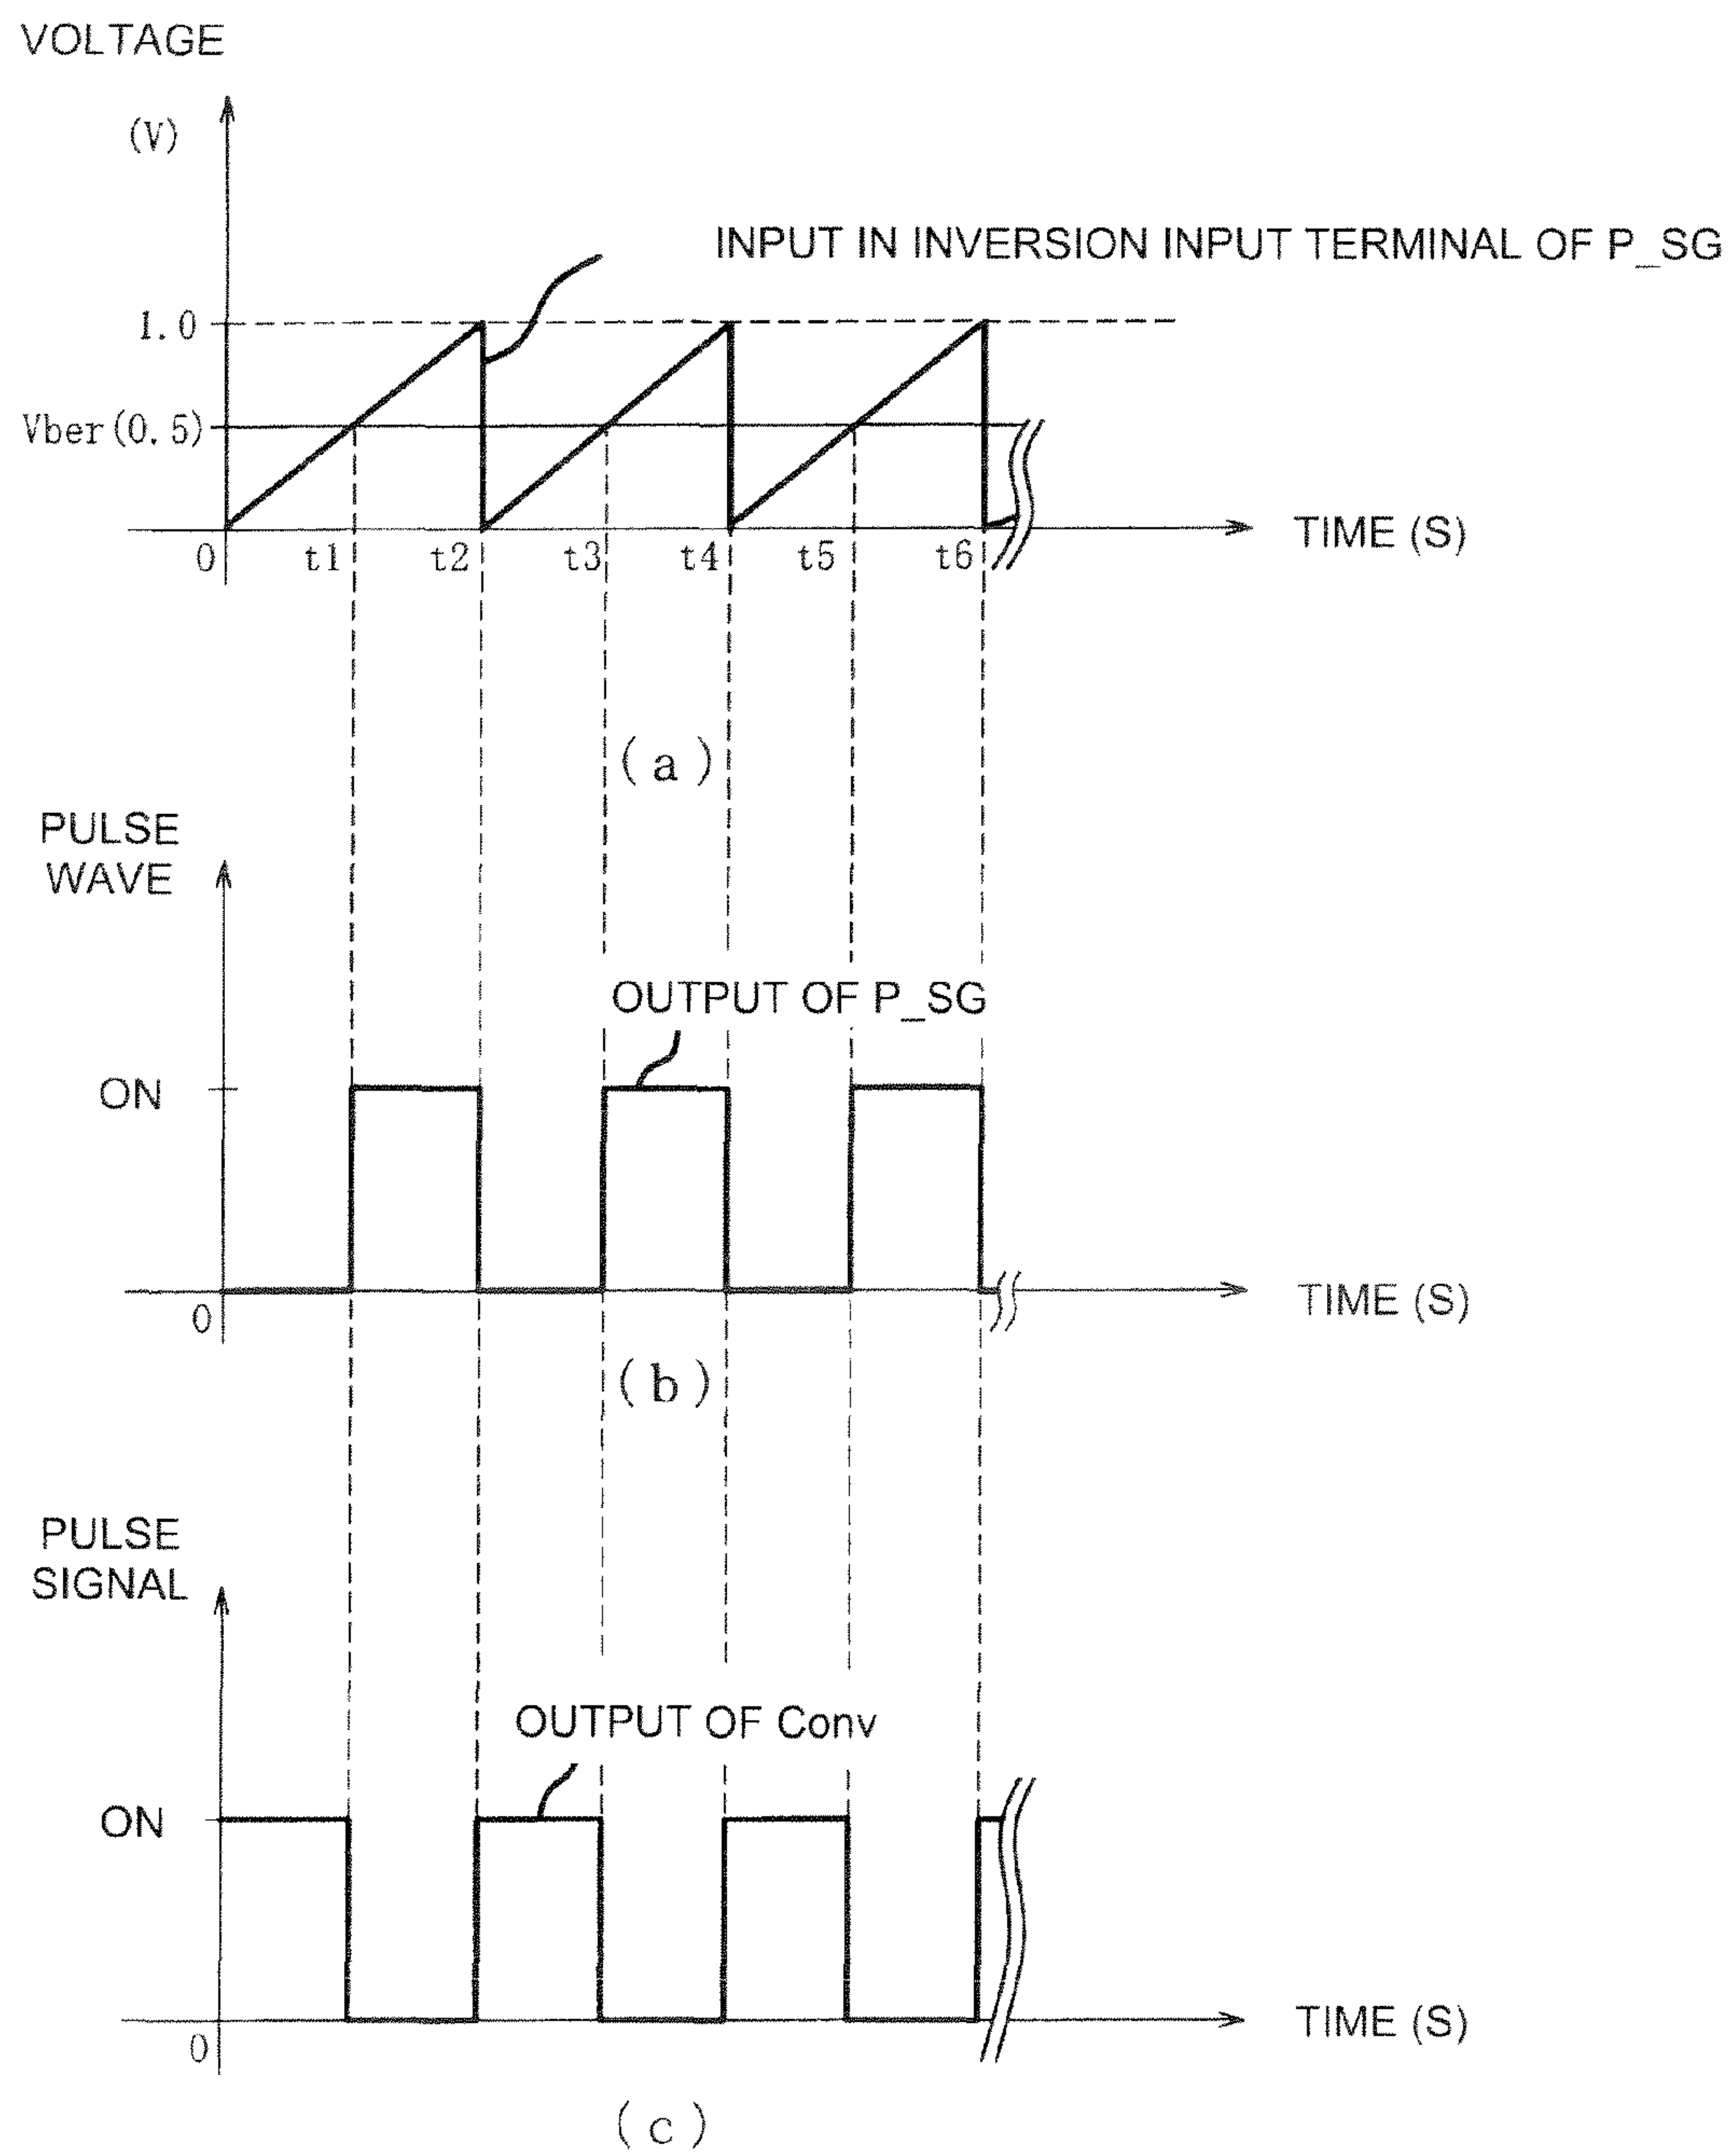 VOLTAGE
(V)
INPUT IN INVERSION INPUT TERMINAL OF P_SG
1.0
Vber(0.5)
0 t1 t2 t3 t4 t5 t6
TIME (S)
(a)
PULSE
WAVE
OUTPUT OF P_SG
ON
0
TIME (S)
(b)
PULSE
SIGNAL
OUTPUT OF Conv
ON
0
TIME (S)
(c)